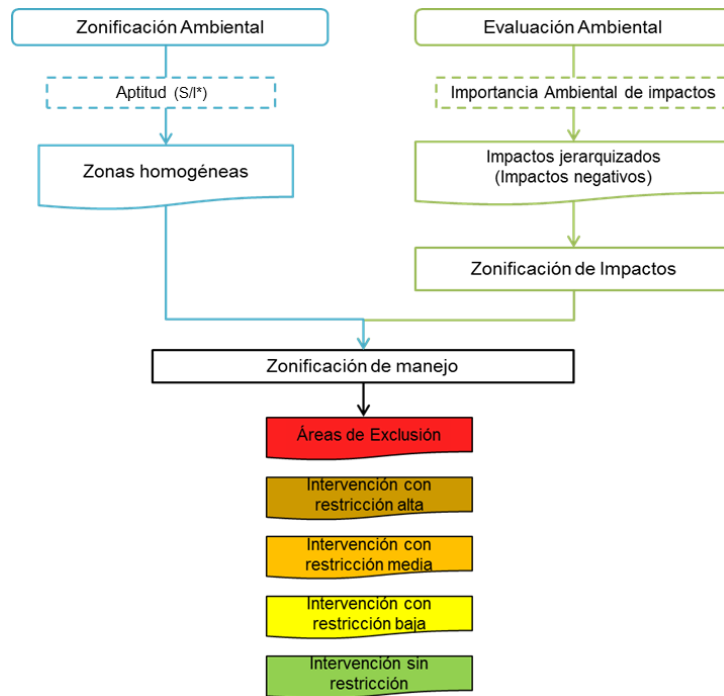 Zonificación Ambiental
Evaluación Ambiental
Aptitud (S/I*)
Importancia Ambiental de impactos
Zonas homogéneas
Impactos jerarquizados
(Impactos negativos)
Zonificación de Impactos
Zonificación de manejo
Áreas de Exclusión
Intervención con
restricción alta
Intervención con
restricción media
Intervención con
restricción baja
Intervención sin
restricción